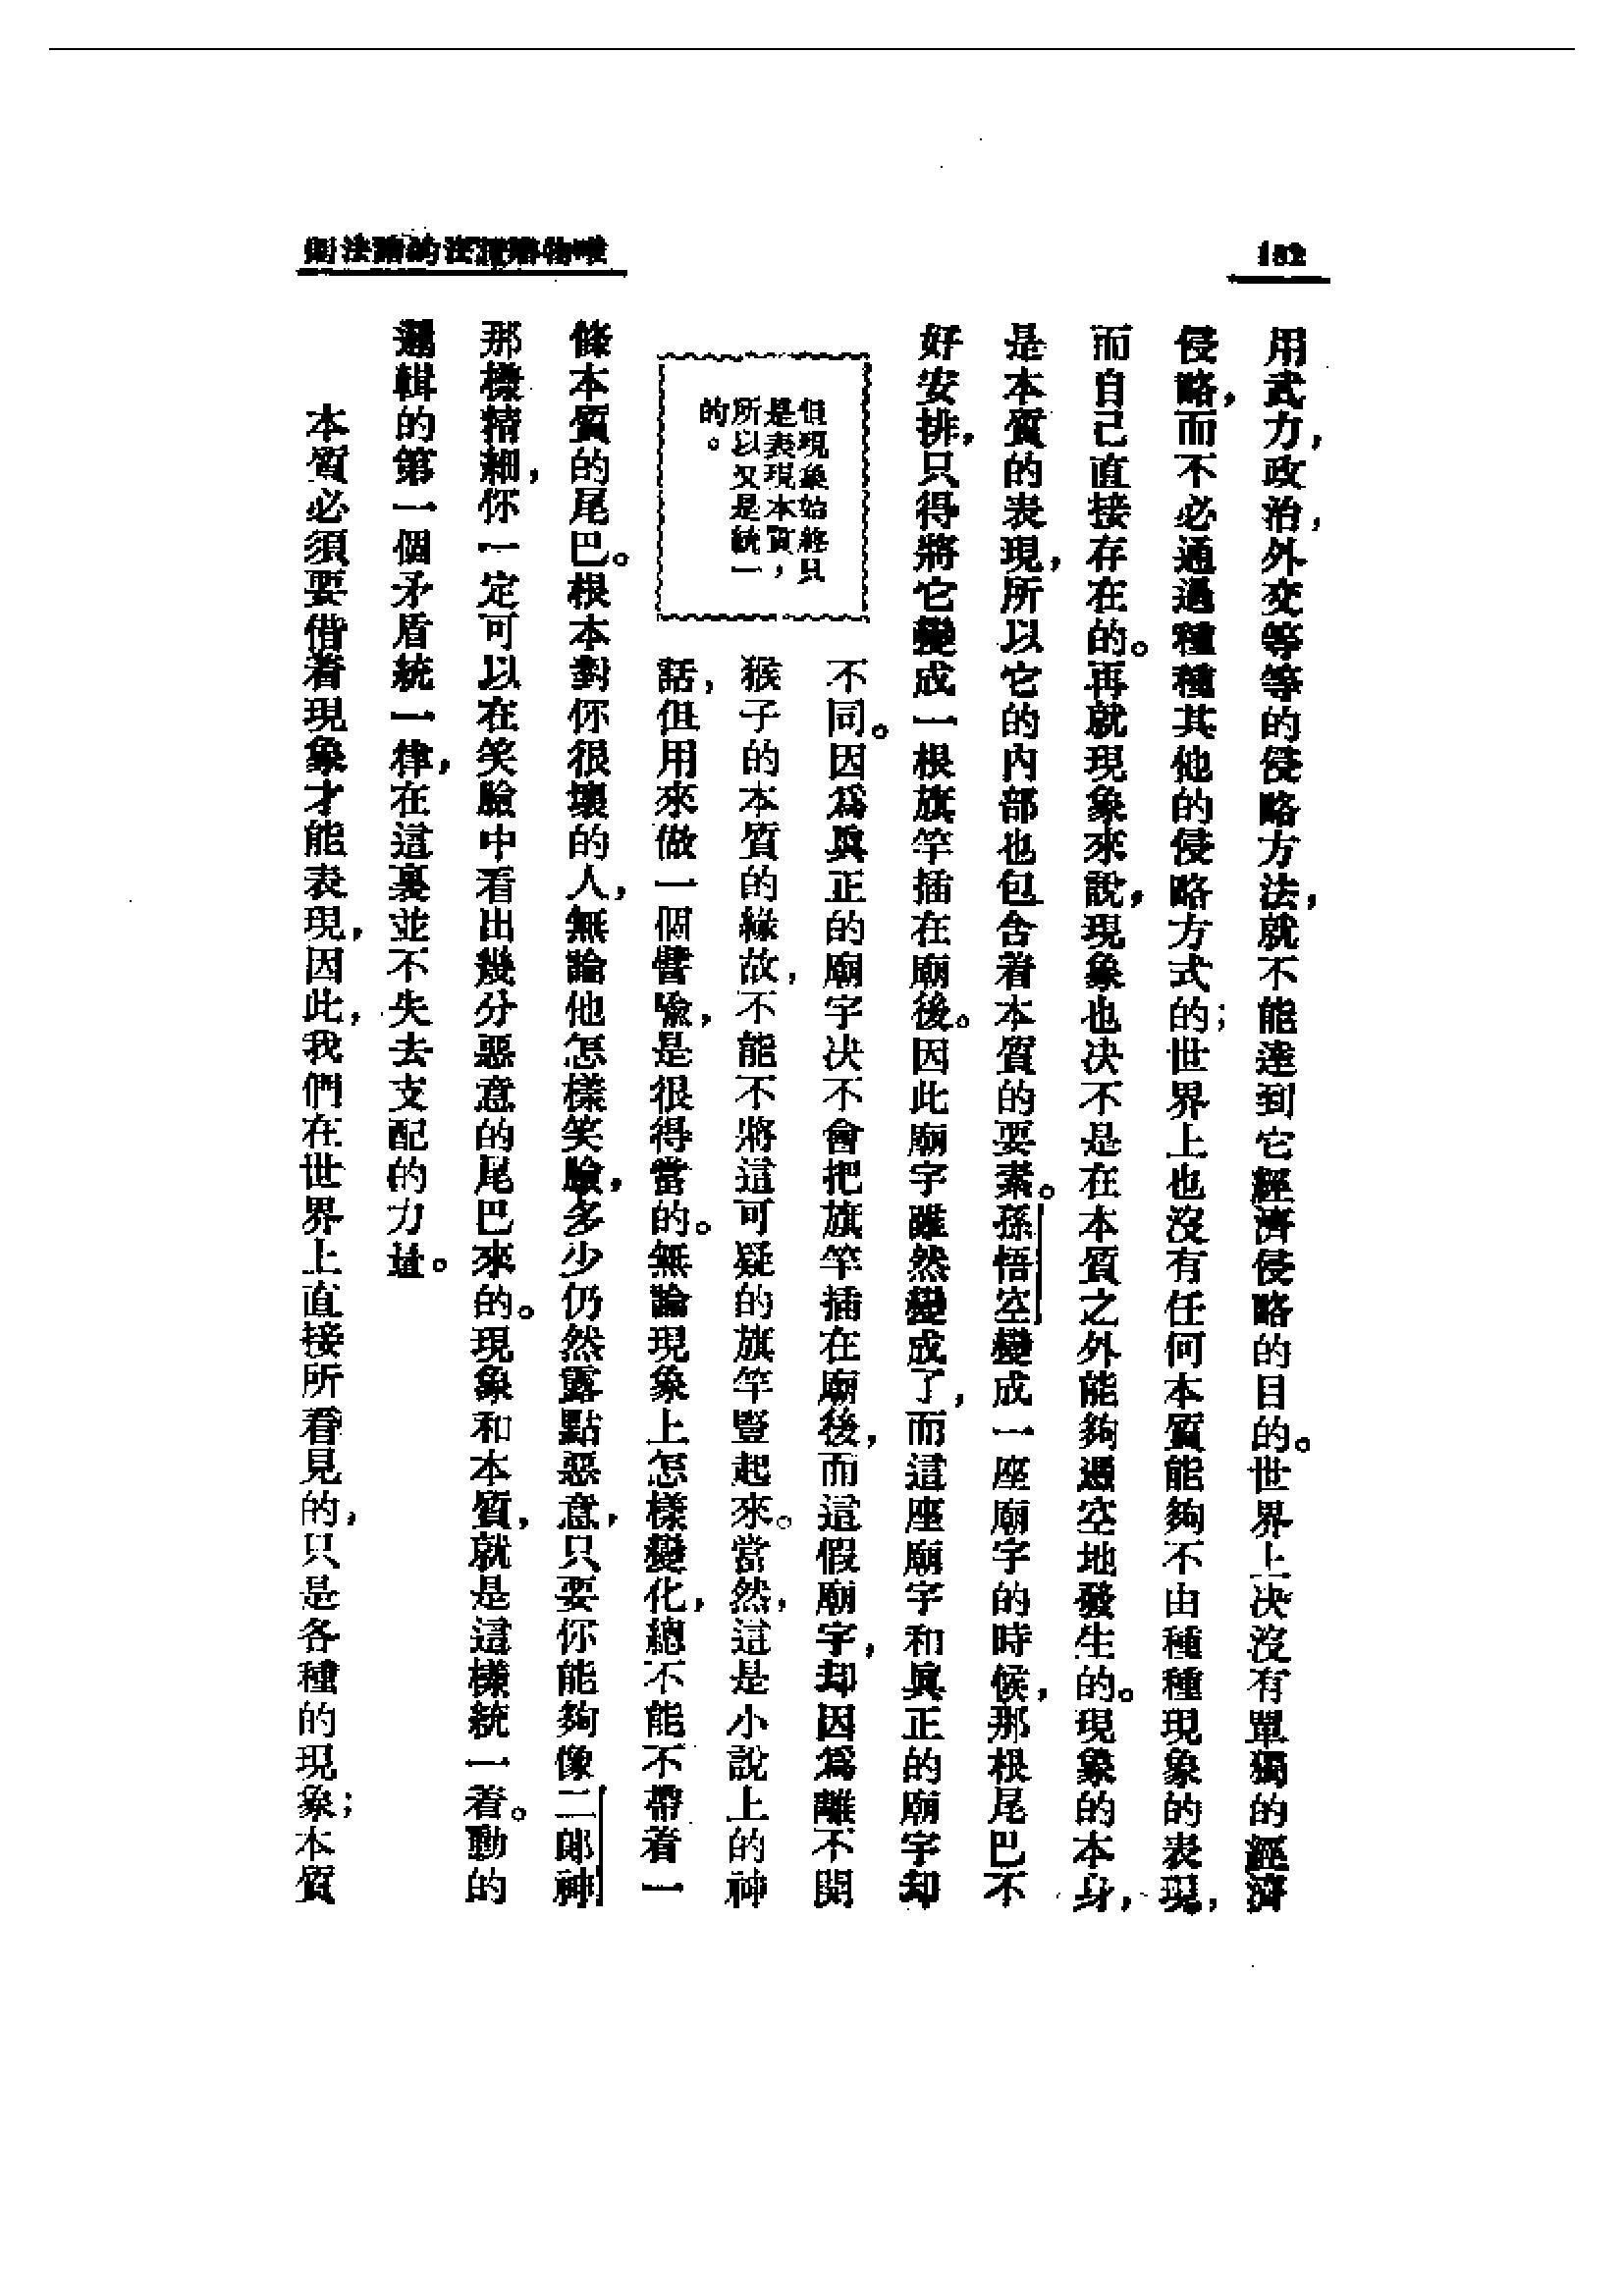 152
唯物辯證法的諸法則
用武力，政治，外交等等的侵略方法，就不能達到它經濟侵略的目的。世界上决沒有單獨的經濟
侵略，而不必通過種種其他的侵略方式的；世界上也沒有任何本質能夠不由種種現象的表現，
而自己直接存在的。再就現象來說，現象也决不是在本質之外能夠憑空地發生的。現象的本身，
是本質的表現，所以它的內部也包含着本質的要素。孫悟空變成一座廟宇的時候，那根尾巴不
好安排，只得將它變成一根旗竿插在廟後。因此廟宇雖然變成了，而這座廟宇和眞正的廟宇却
但現象始終只
是表現本質，
所以又是統一
的。
不同。因爲眞正的廟宇决不會把旗竿插在廟後，而這假廟宇，却因爲離不開
猴子的本質的緣故，不能不將這可疑的旗竿豎起來。當然，這是小說上的神
話，但用來做一個譬喩，是很得當的。無論現象上怎樣變化，總不能不帶着一
條本質的尾巴。根本對你很壞的人，無論他怎樣笑臉，多少仍然露點惡意，只要你能夠像二郎神
那樣精細，你一定可以在笑臉中看出幾分惡意的尾巴來的。現象和本質，就是這樣統一着。動的
邏輯的第一個矛盾統一律，在這裏並不失去支配的力量。
本質必須要借着現象才能表現，因此，我們在世界上直接所看見的，只是各種的現象；本質